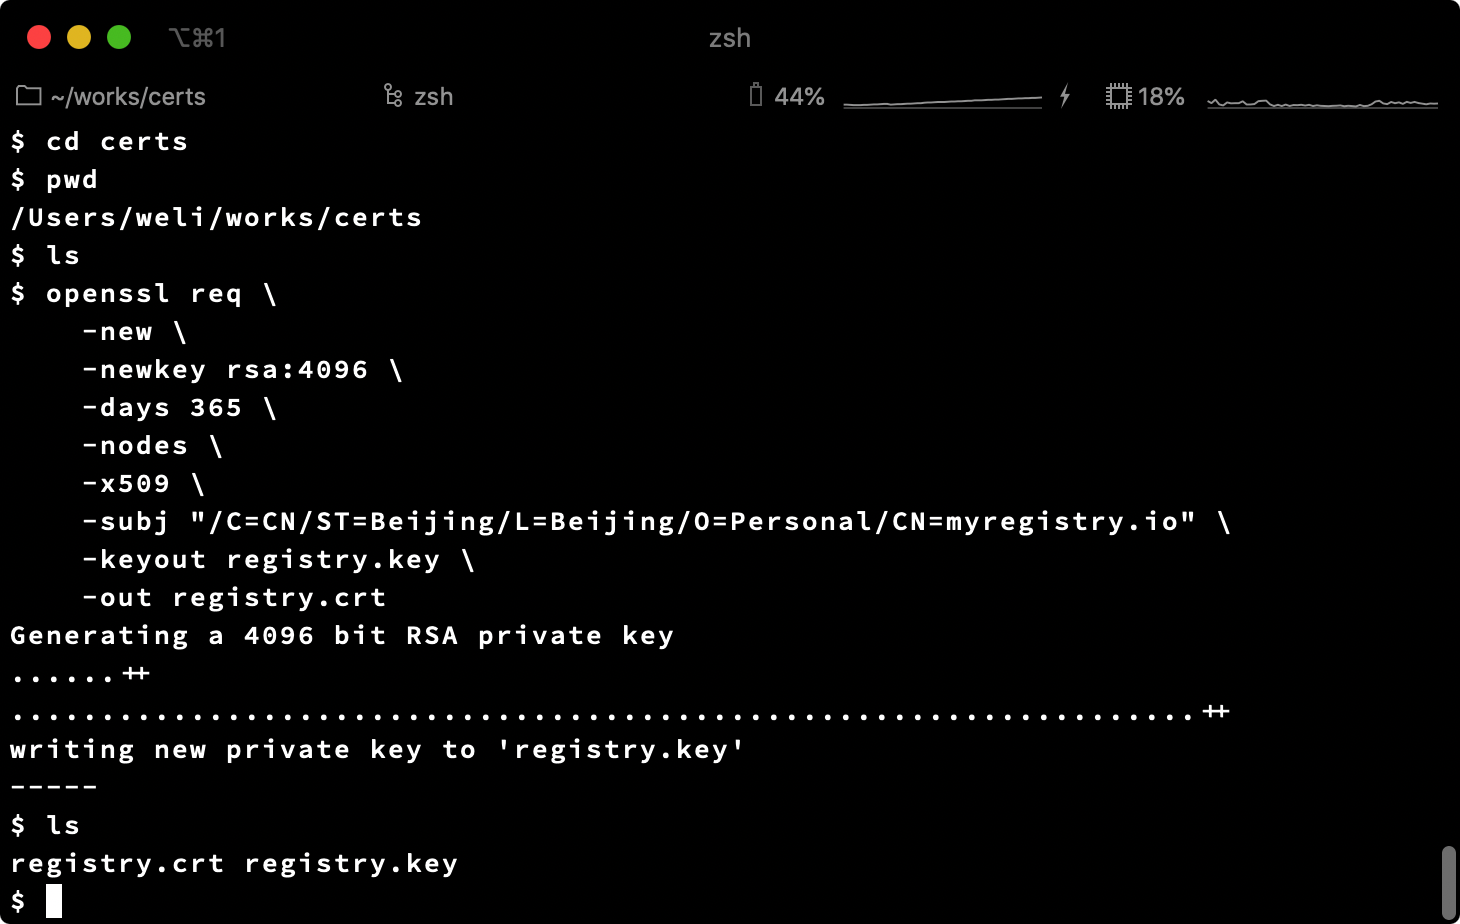 ⌥⌘1 zsh
~/works/certs zsh 44% 18%
$ cd certs
$ pwd
/Users/weli/works/certs
$ ls
$ openssl req \
    -new \
    -newkey rsa:4096 \
    -days 365 \
    -nodes \
    -x509 \
    -subj "/C=CN/ST=Beijing/L=Beijing/O=Personal/CN=myregistry.io" \
    -keyout registry.key \
    -out registry.crt
Generating a 4096 bit RSA private key
......++
..................................................................++
writing new private key to 'registry.key'
-----
$ ls
registry.crt registry.key
$